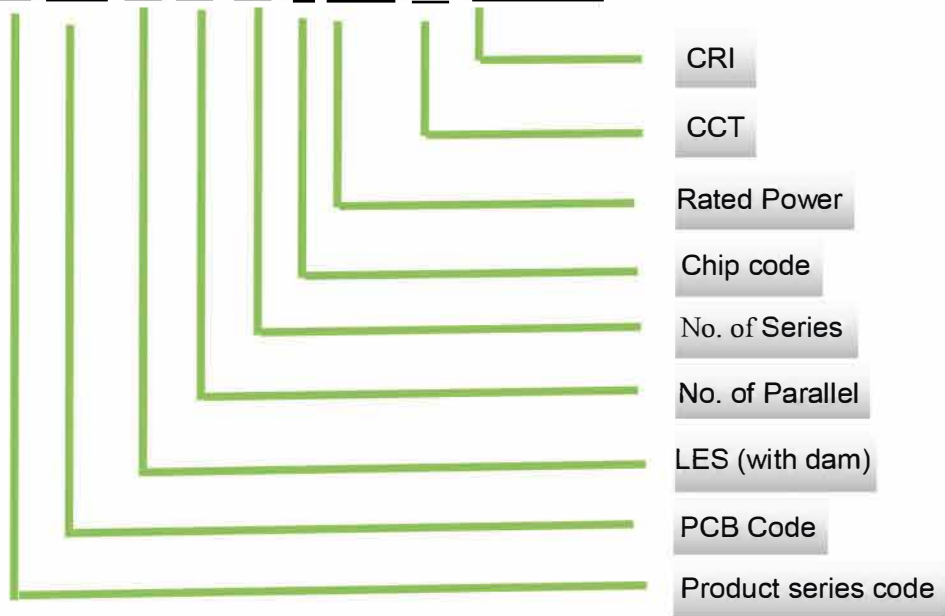 CRI
CCT
Rated Power
Chip code
No. of Series
No. of Parallel
LES (with dam)
PCB Code
Product series code